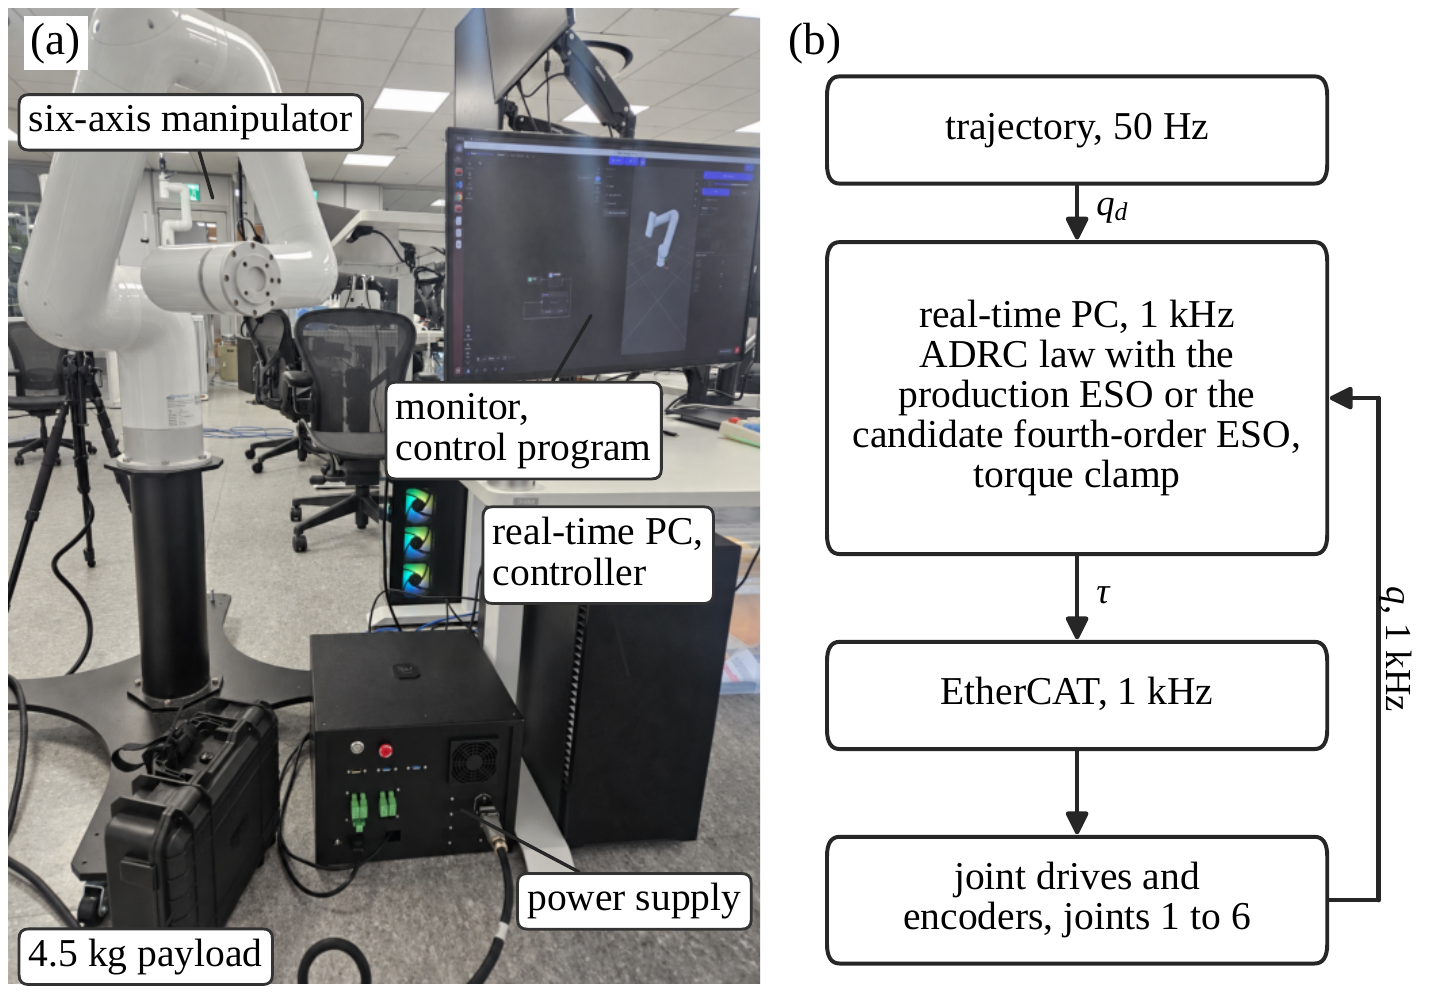 (a)
six-axis manipulator
monitor,
control program
real-time PC,
controller
power supply
4.5 kg payload
(b)
trajectory, 50 Hz
q_d
real-time PC, 1 kHz
ADRC law with the
production ESO or the
candidate fourth-order ESO,
torque clamp
τ
EtherCAT, 1 kHz
joint drives and
encoders, joints 1 to 6
q, 1 kHz